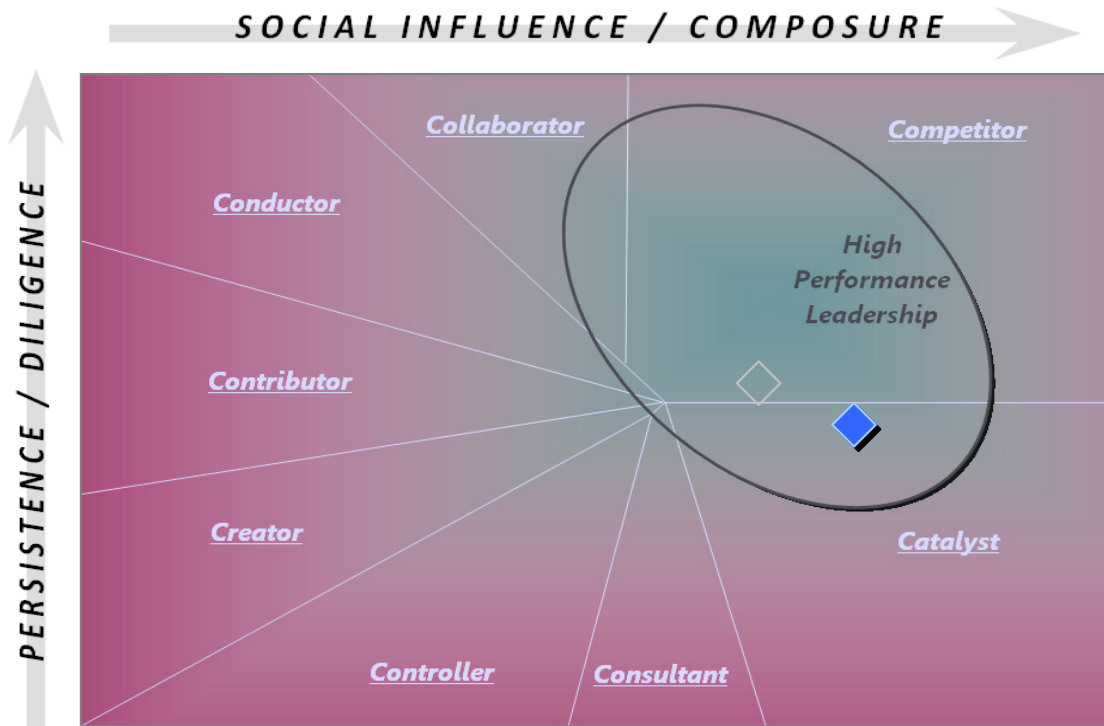 SOCIAL INFLUENCE / COMPOSURE
PERSISTENCE / DILIGENCE
Collaborator
Competitor
Conductor
High
Performance
Leadership
Contributor
Creator
Catalyst
Controller
Consultant